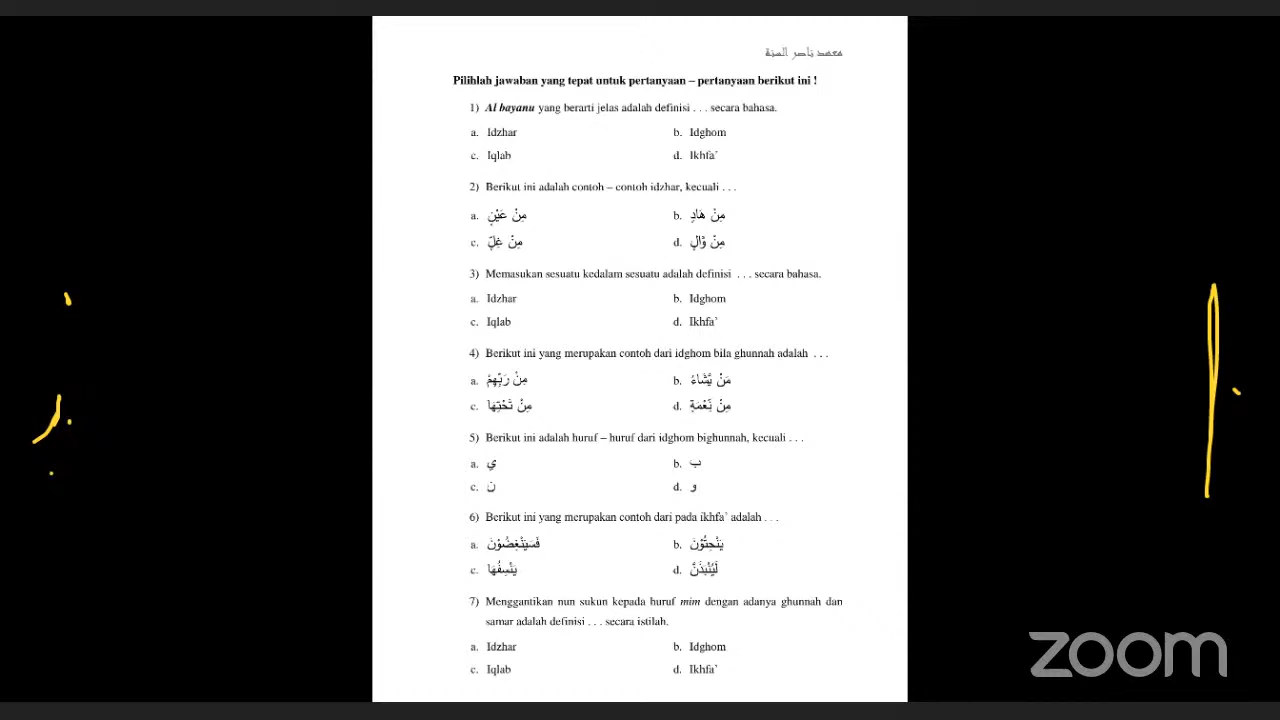 معهد ناصر السنة
Pilihlah jawaban yang tepat untuk pertanyaan – pertanyaan berikut ini !
1) Al bayanu yang berarti jelas adalah definisi . . . secara bahasa.
a. Idzhar b. Idghom
c. Iqlab d. Ikhfa’
2) Berikut ini adalah contoh – contoh idzhar, kecuali . . .
a. مِنْ عَيْنٍ b. مِنْ هَادٍ
c. مِنْ غِلٍّ d. مِنْ وَّالٍ
3) Memasukan sesuatu kedalam sesuatu adalah definisi . . . secara bahasa.
a. Idzhar b. Idghom
c. Iqlab d. Ikhfa’
4) Berikut ini yang merupakan contoh dari idghom bila ghunnah adalah . . .
a. مِنْ رَبِّهِمْ b. مَنْ يَّشَاءُ
c. مِنْ تَحْتِهَا d. مِنْ نِّعْمَةٍ
5) Berikut ini adalah huruf – huruf dari idghom bighunnah, kecuali . . .
a. ي b. ب
c. ن d. و
6) Berikut ini yang merupakan contoh dari pada ikhfa’ adalah . . .
a. فَسَيُنْغِضُوْنَ b. يَنْحِتُوْنَ
c. يَنْسِفُهَا d. لَيُنْبَذَنَّ
7) Menggantikan nun sukun kepada huruf mim dengan adanya ghunnah dan
samar adalah definisi . . . secara istilah.
a. Idzhar b. Idghom
c. Iqlab d. Ikhfa’
zoom